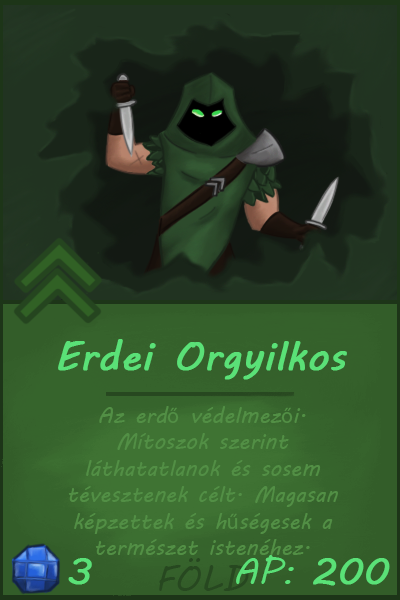 Erdei Orgyilkos
Az erdő védelmezői.
Mítoszok szerint
láthatatlanok és sosem
tévesztenek célt. Magasan
képzettek és hűségesek a
természet istenéhez.
3
FÖLD
AP: 200